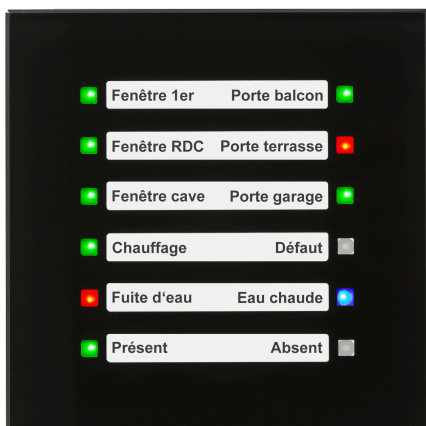 Fenêtre 1er Porte balcon
Fenêtre RDC Porte terrasse
Fenêtre cave Porte garage
Chauffage Défaut
Fuite d‘eau Eau chaude
Présent Absent